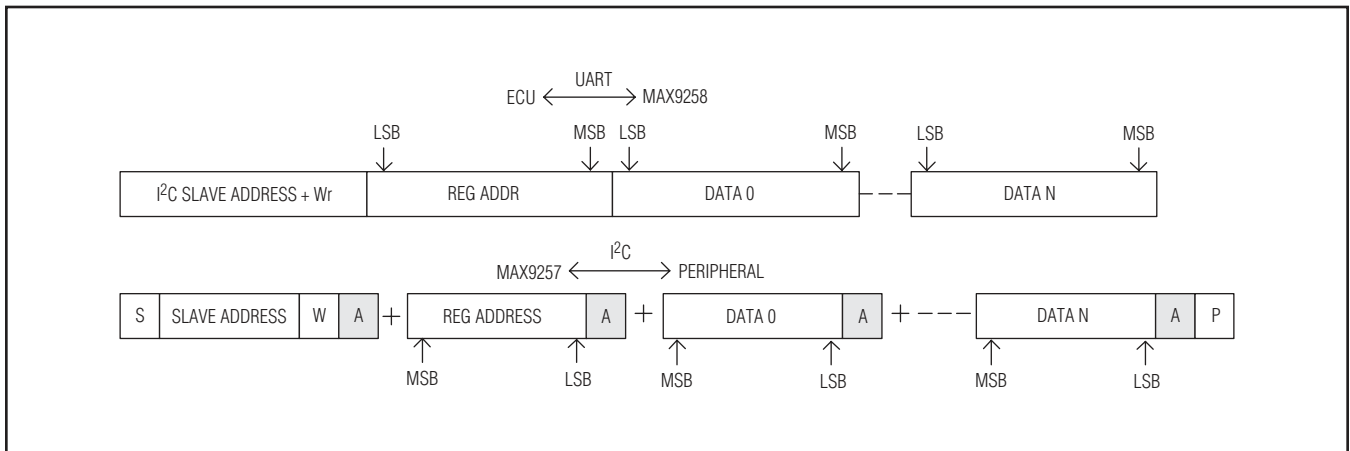 UART
ECU MAX9258
LSB MSB LSB MSB LSB MSB
I²C SLAVE ADDRESS + Wr REG ADDR DATA 0 DATA N
I²C
MAX9257 PERIPHERAL
S SLAVE ADDRESS W A + REG ADDRESS A + DATA 0 A + DATA N A P
MSB LSB MSB LSB MSB LSB